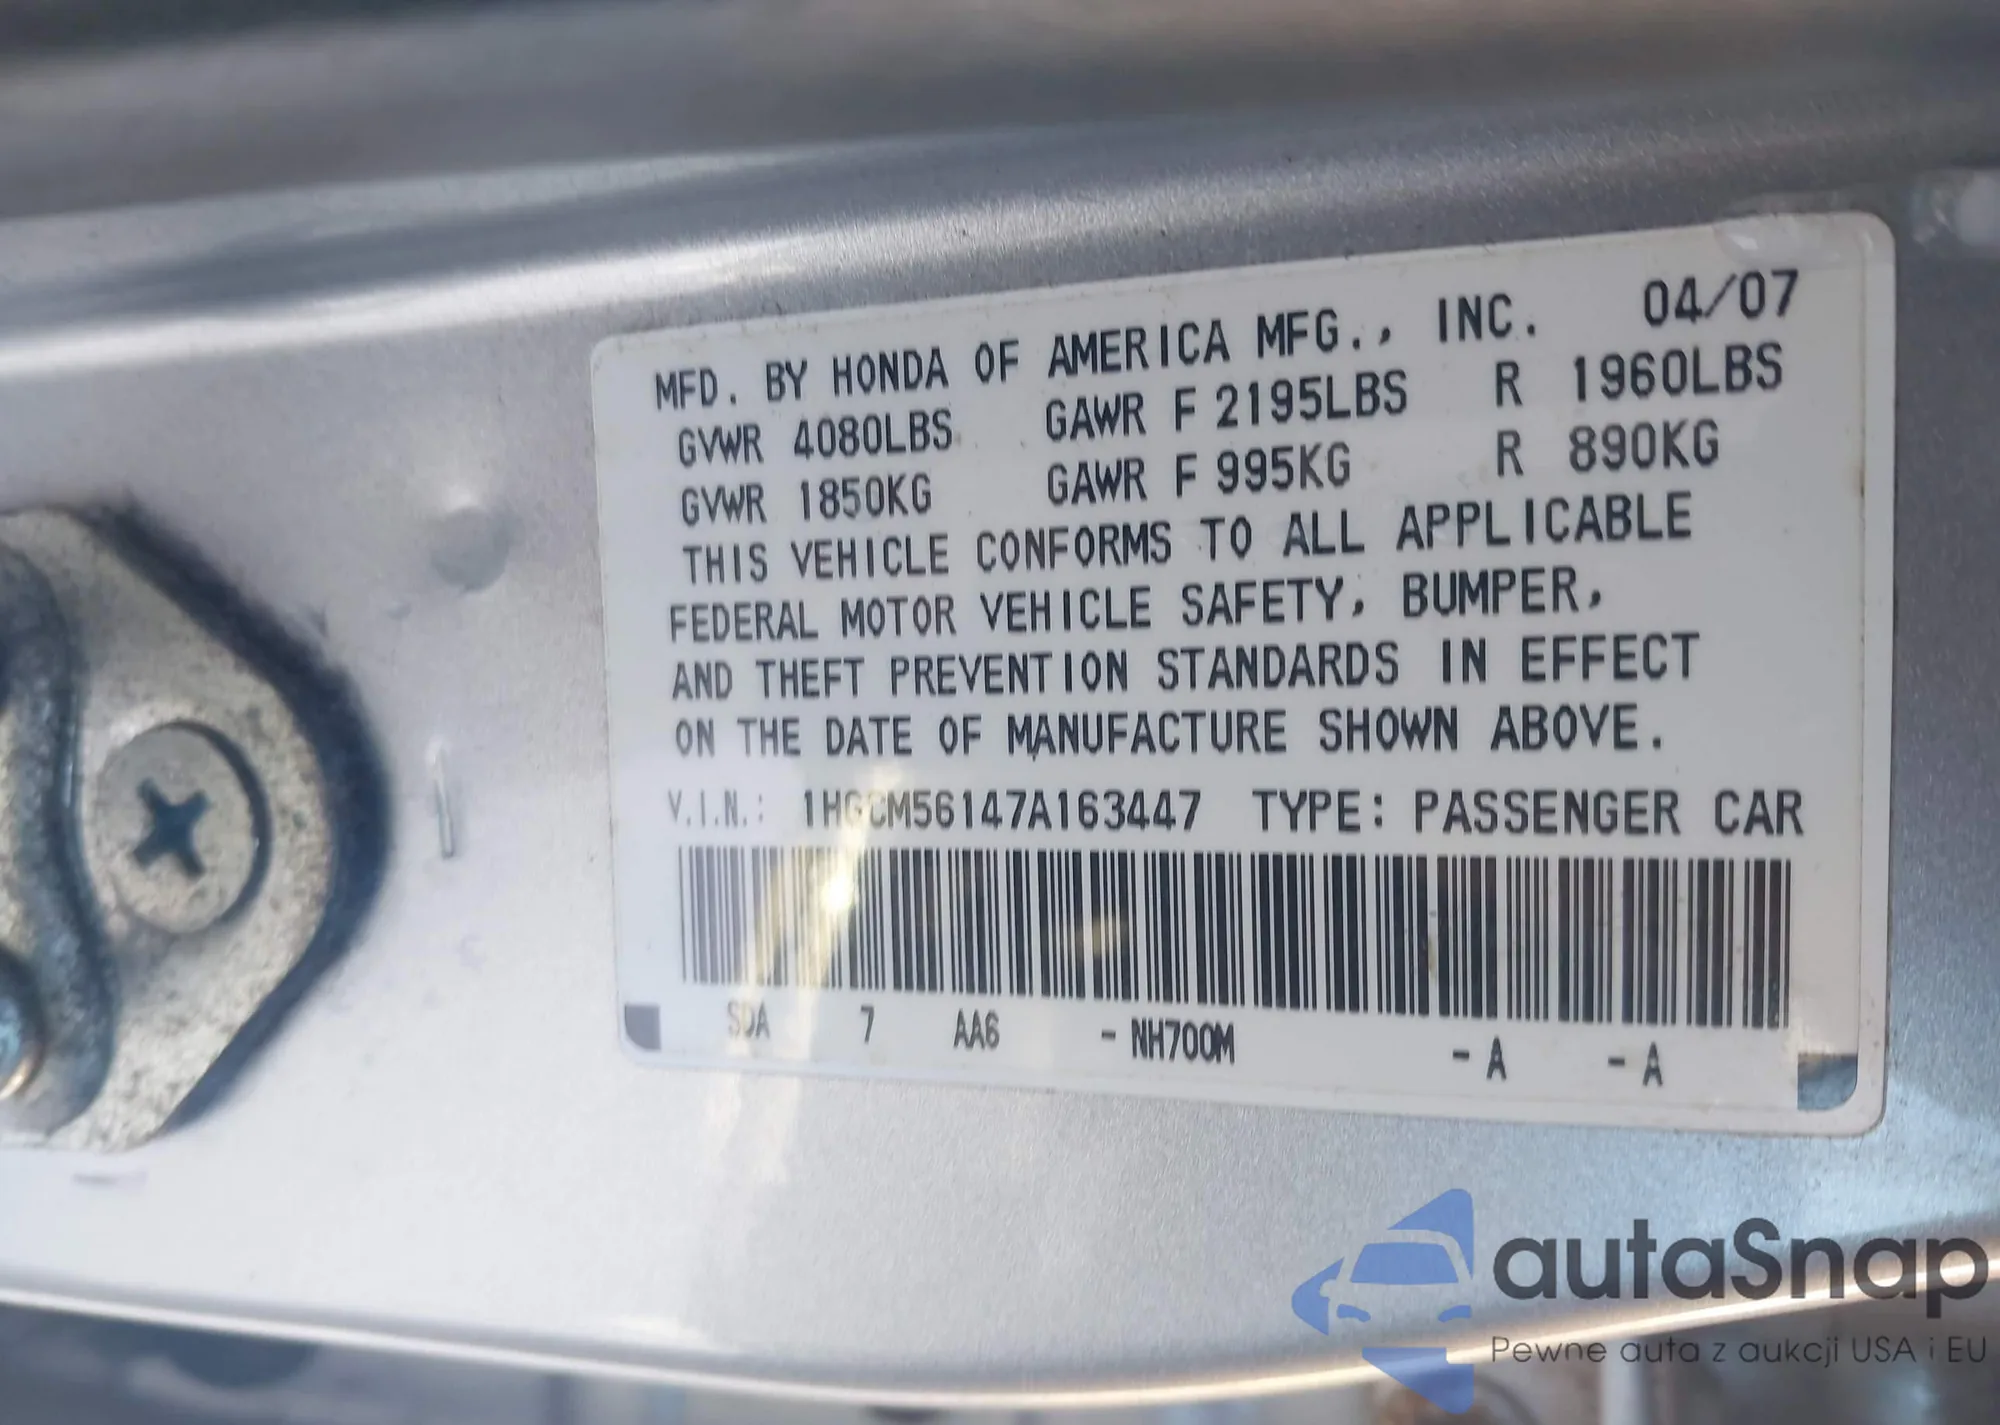 MFD. BY HONDA OF AMERICA MFG., INC. 04/07
GVWR 4080LBS GAWR F 2195LBS R 1960LBS
GVWR 1850KG GAWR F 995KG R 890KG
THIS VEHICLE CONFORMS TO ALL APPLICABLE
FEDERAL MOTOR VEHICLE SAFETY, BUMPER,
AND THEFT PREVENTION STANDARDS IN EFFECT
ON THE DATE OF MANUFACTURE SHOWN ABOVE.
V.I.N.: 1HGCM56147A163447 TYPE: PASSENGER CAR
SDA 7 AA6 -NH700M -A -A
autaSnap
Pewne auta z aukcji USA i EU